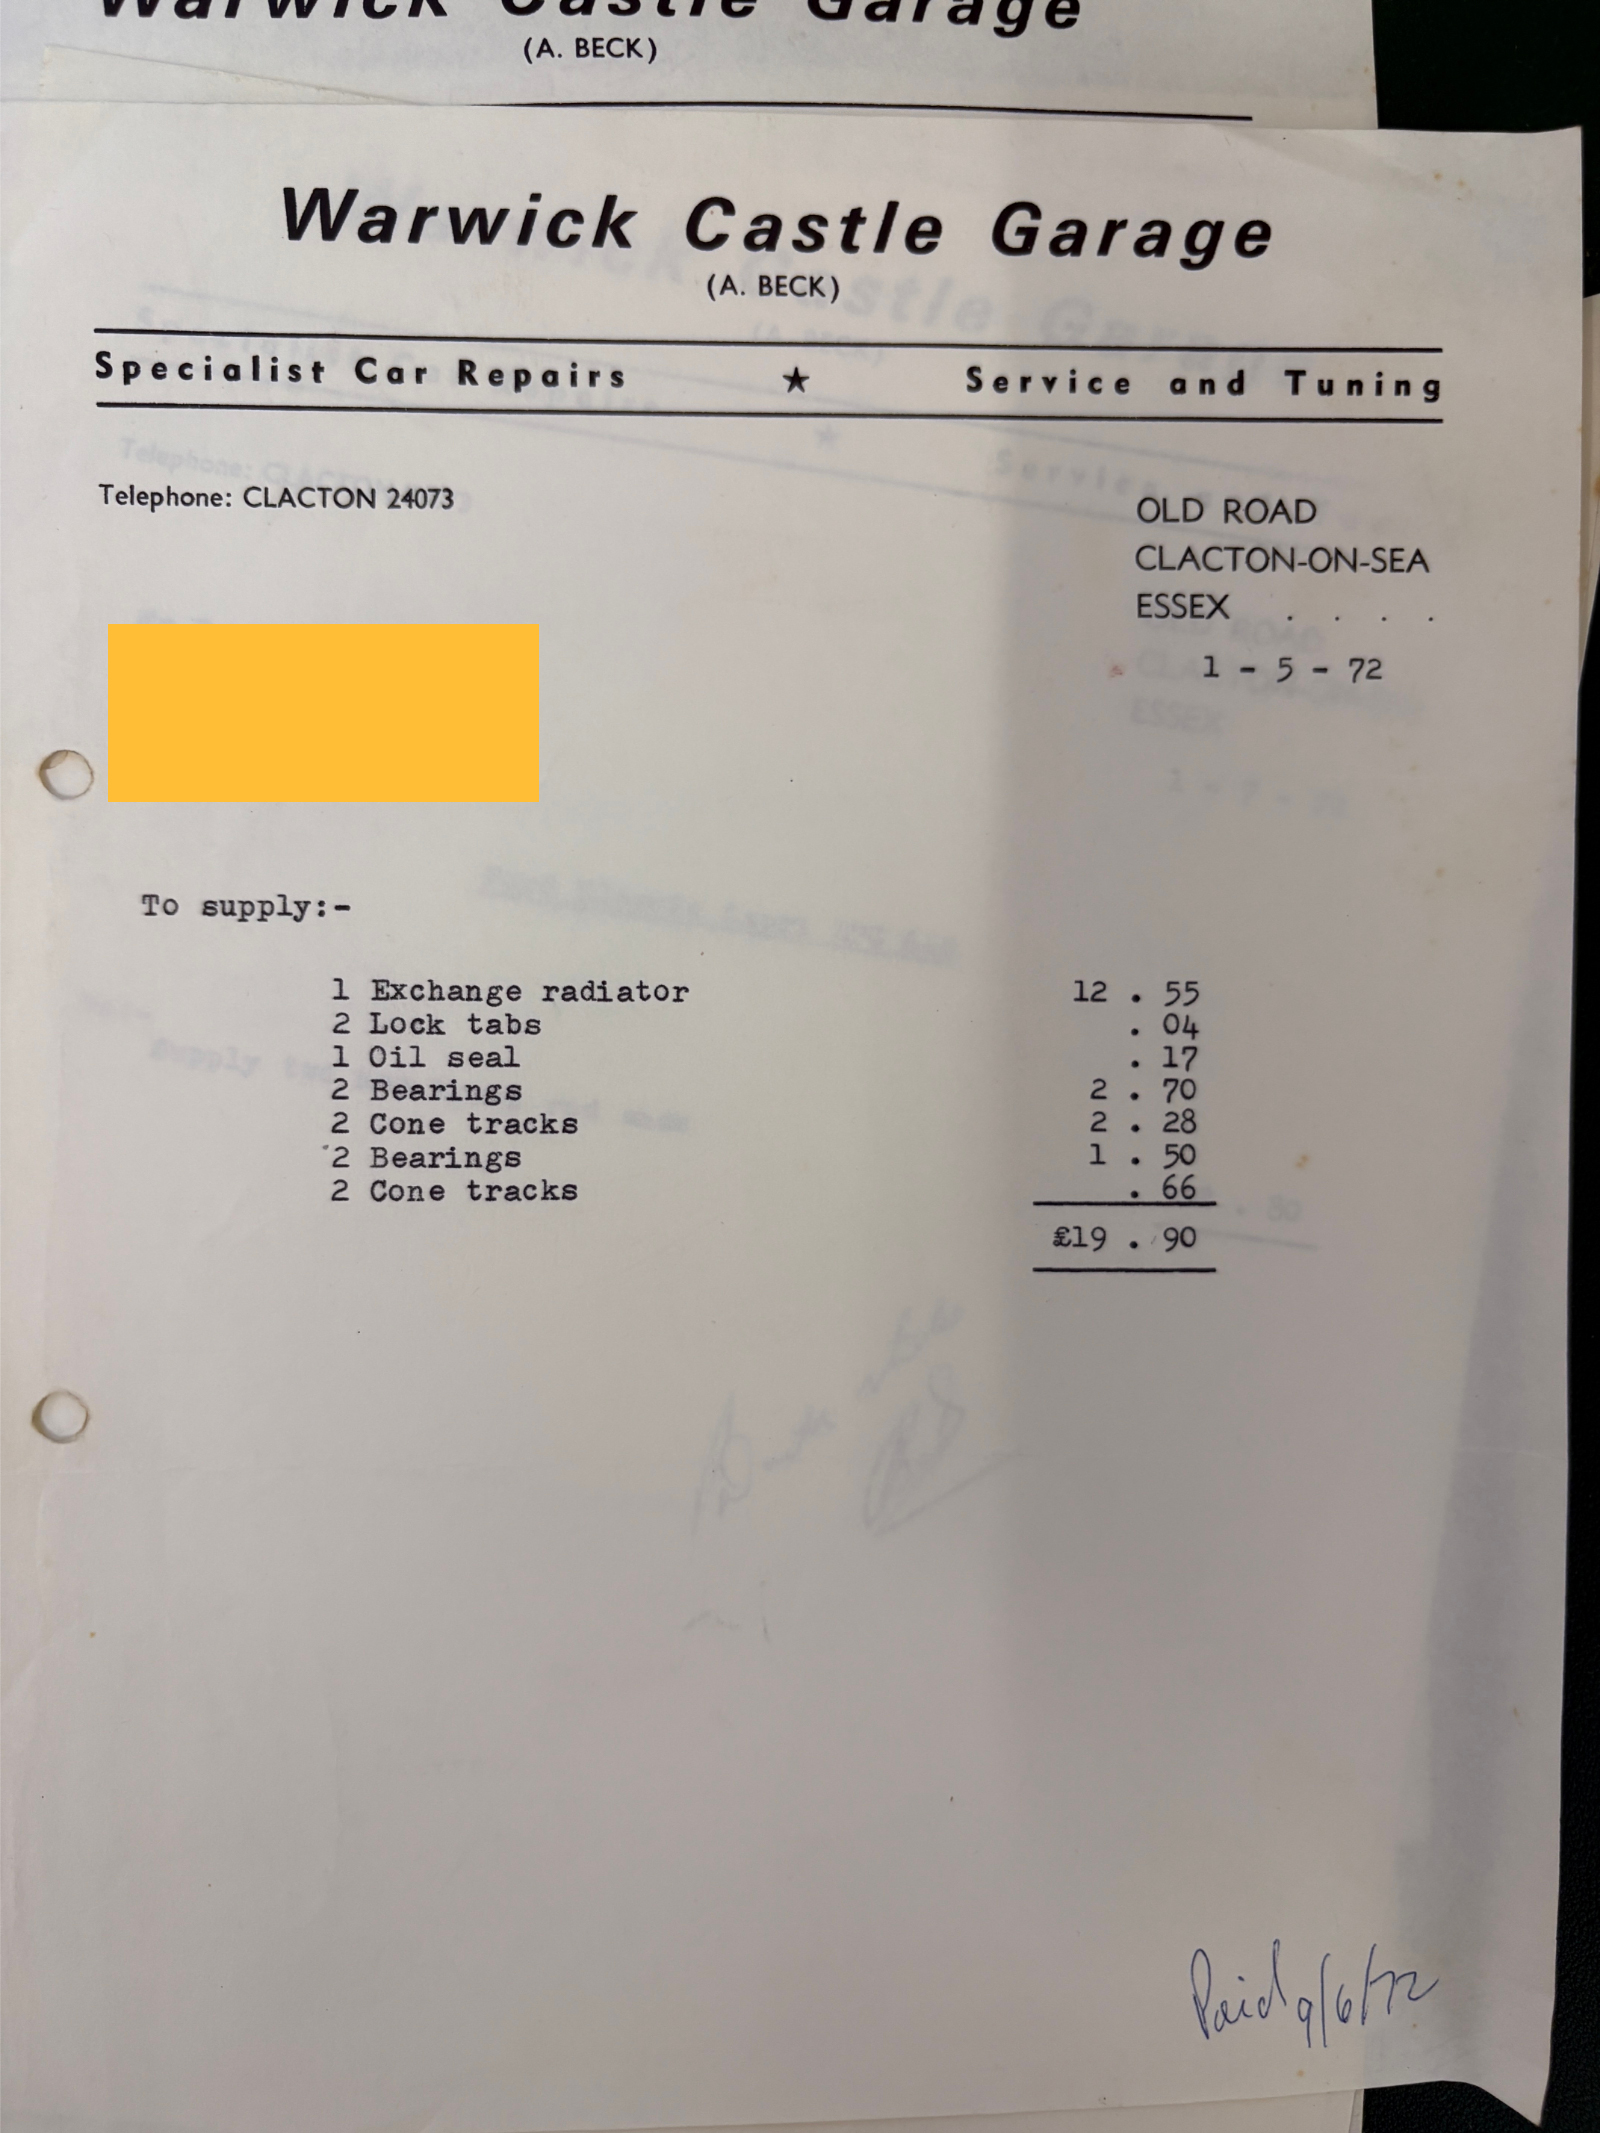 Warwick Castle Garage
(A. BECK)
Warwick Castle Garage
(A. BECK)
Specialist Car Repairs ★ Service and Tuning
Telephone: CLACTON 24073
OLD ROAD
CLACTON-ON-SEA
ESSEX . . . .
1 - 5 - 72
To supply:-
1 Exchange radiator 12 . 55
2 Lock tabs . 04
1 Oil seal . 17
2 Bearings 2 . 70
2 Cone tracks 2 . 28
2 Bearings 1 . 50
2 Cone tracks . 66
£19 . 90
Paid 9/6/72